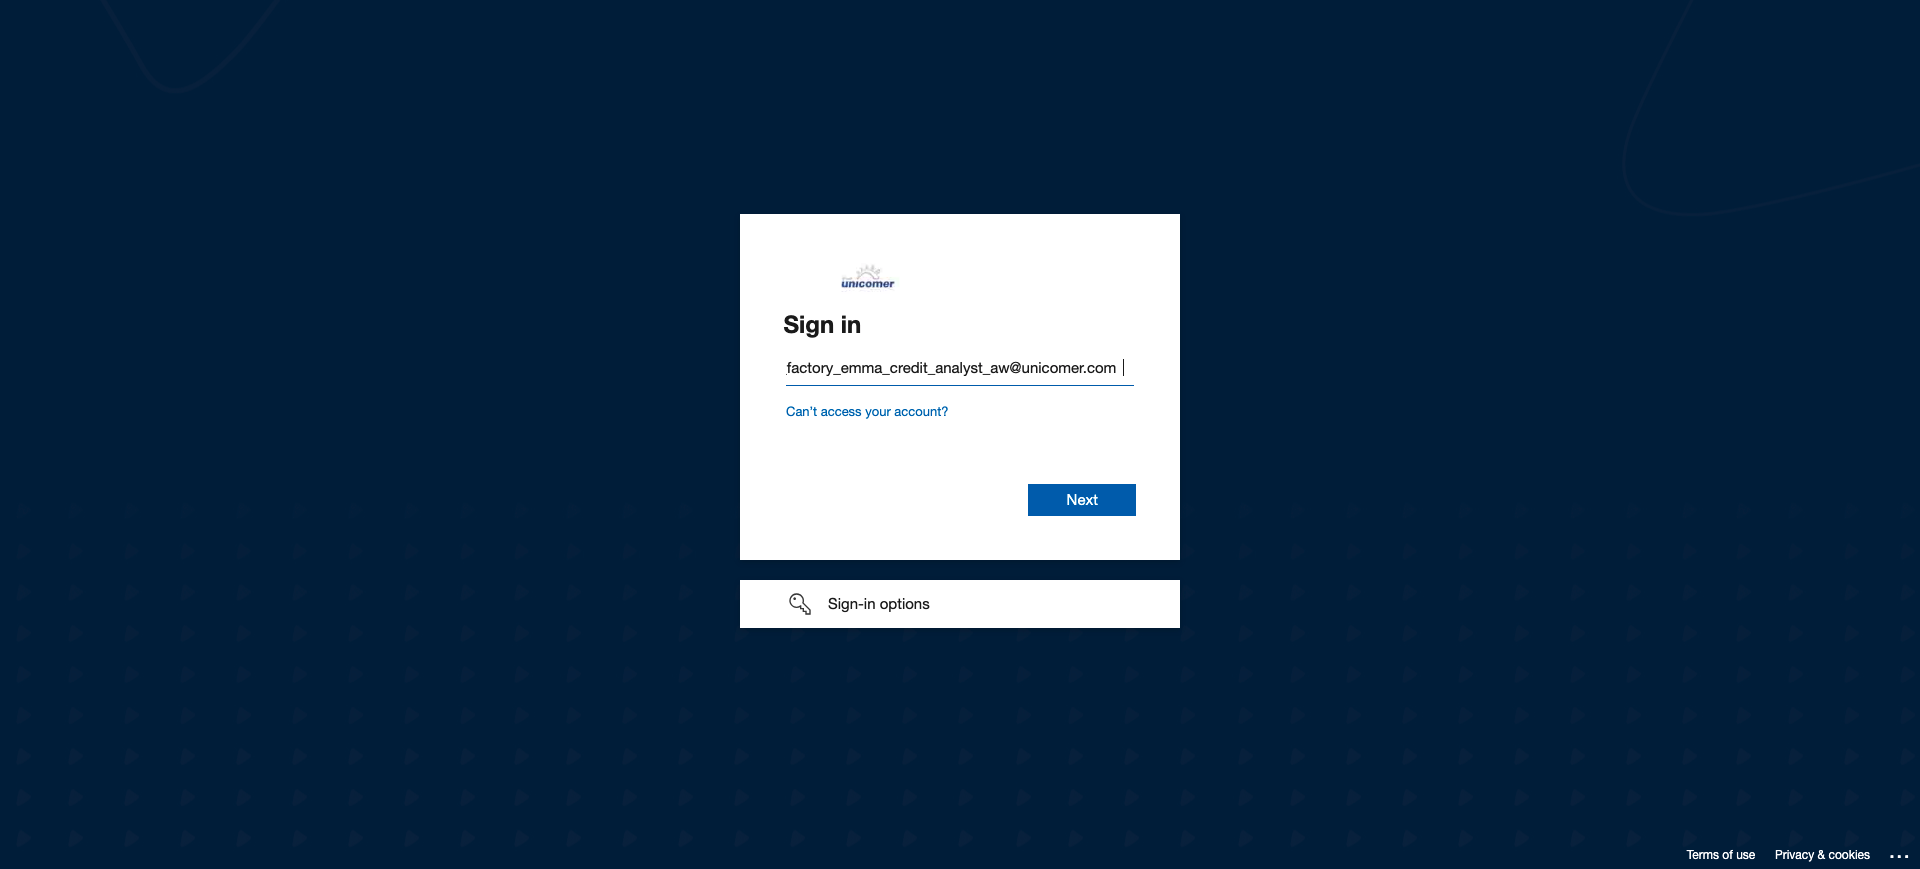 unicomer
Sign in
factory_emma_credit_analyst_aw@unicomer.com
Can't access your account?
Next
Sign-in options
Terms of use
Privacy & cookies
...